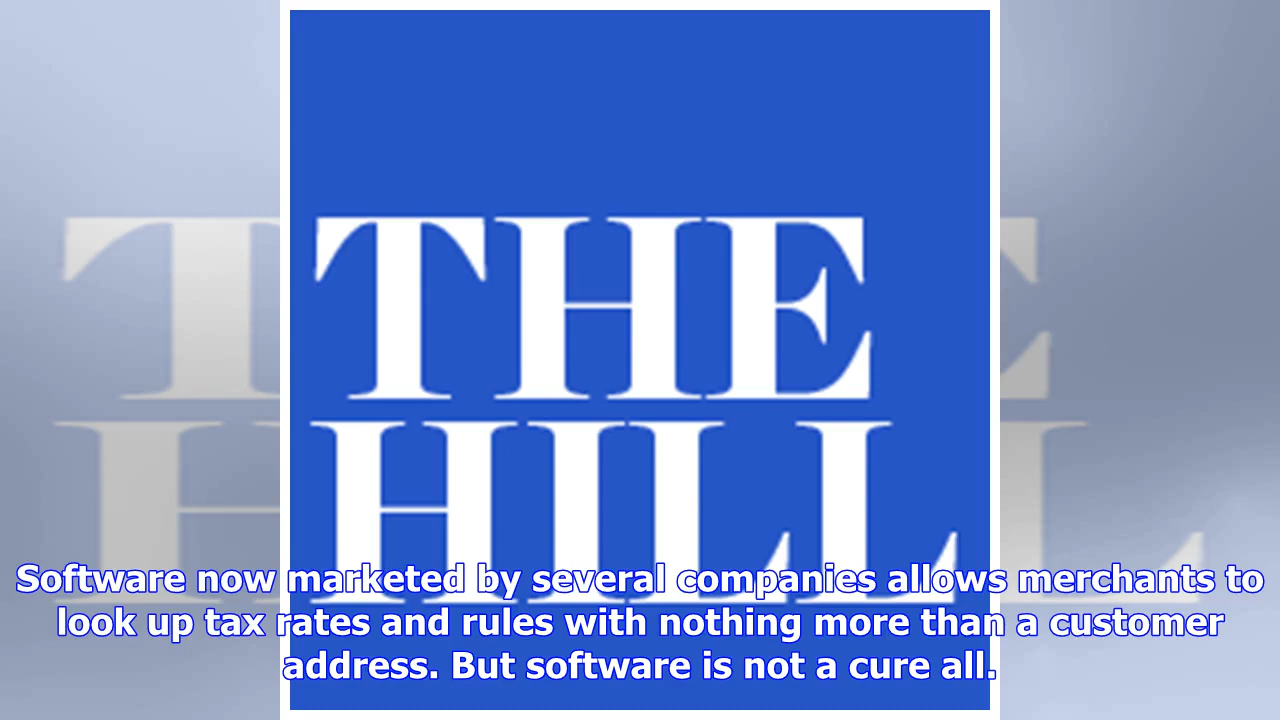 THE
HILL
Software now marketed by several companies allows merchants to
look up tax rates and rules with nothing more than a customer
address. But software is not a cure all.